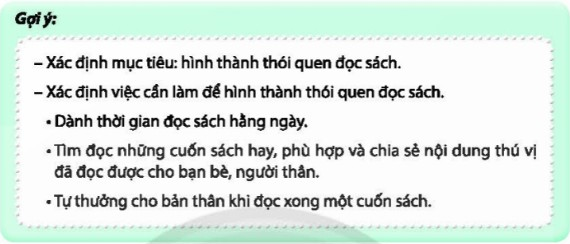 Gợi ý:
– Xác định mục tiêu: hình thành thói quen đọc sách.
– Xác định việc cần làm để hình thành thói quen đọc sách.
• Dành thời gian đọc sách hằng ngày.
• Tìm đọc những cuốn sách hay, phù hợp và chia sẻ nội dung thú vị
đã đọc được cho bạn bè, người thân.
• Tự thưởng cho bản thân khi đọc xong một cuốn sách.